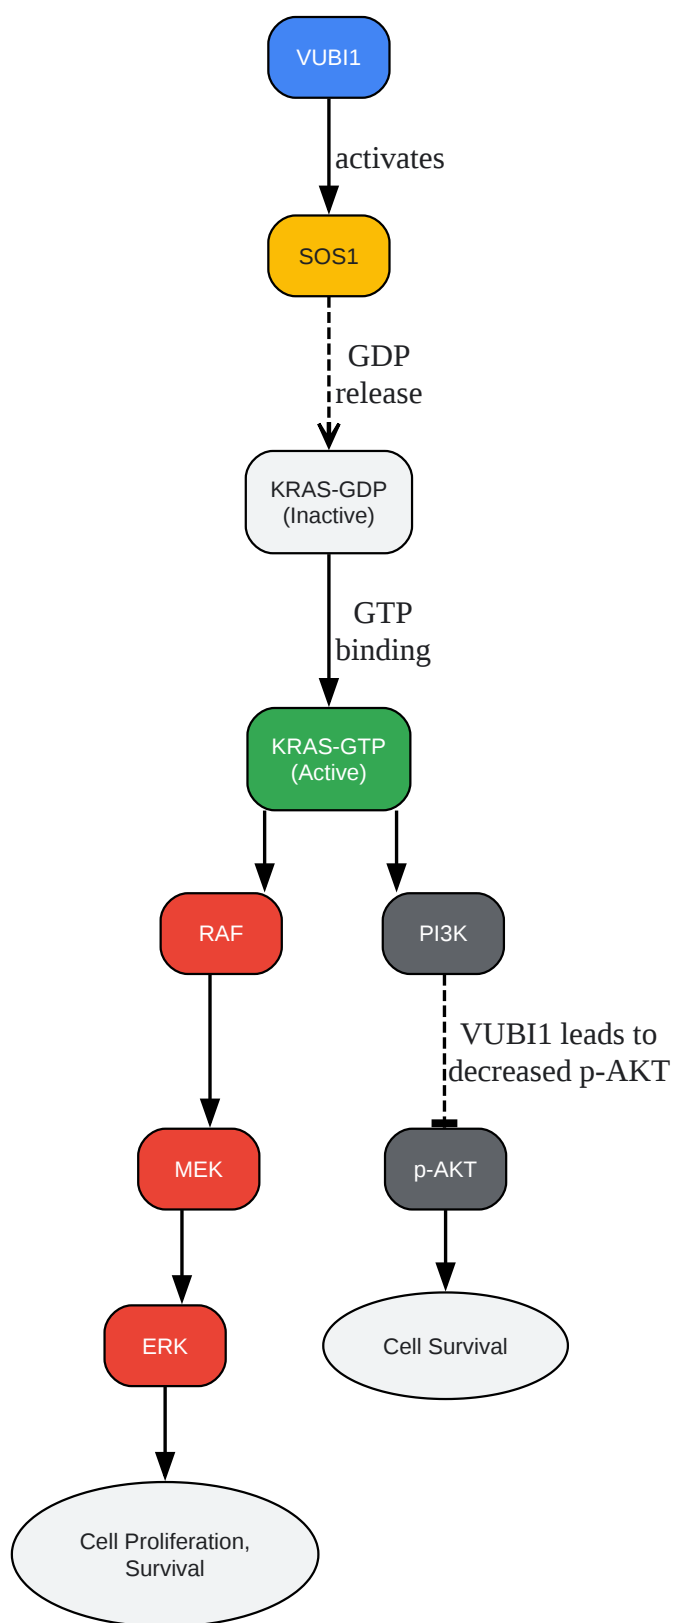 VUBI1
activates
SOS1
GDP
release
KRAS-GDP
(Inactive)
GTP
binding
KRAS-GTP
(Active)
RAF
PI3K
VUBI1 leads to
decreased p-AKT
MEK
p-AKT
ERK
Cell Survival
Cell Proliferation,
Survival